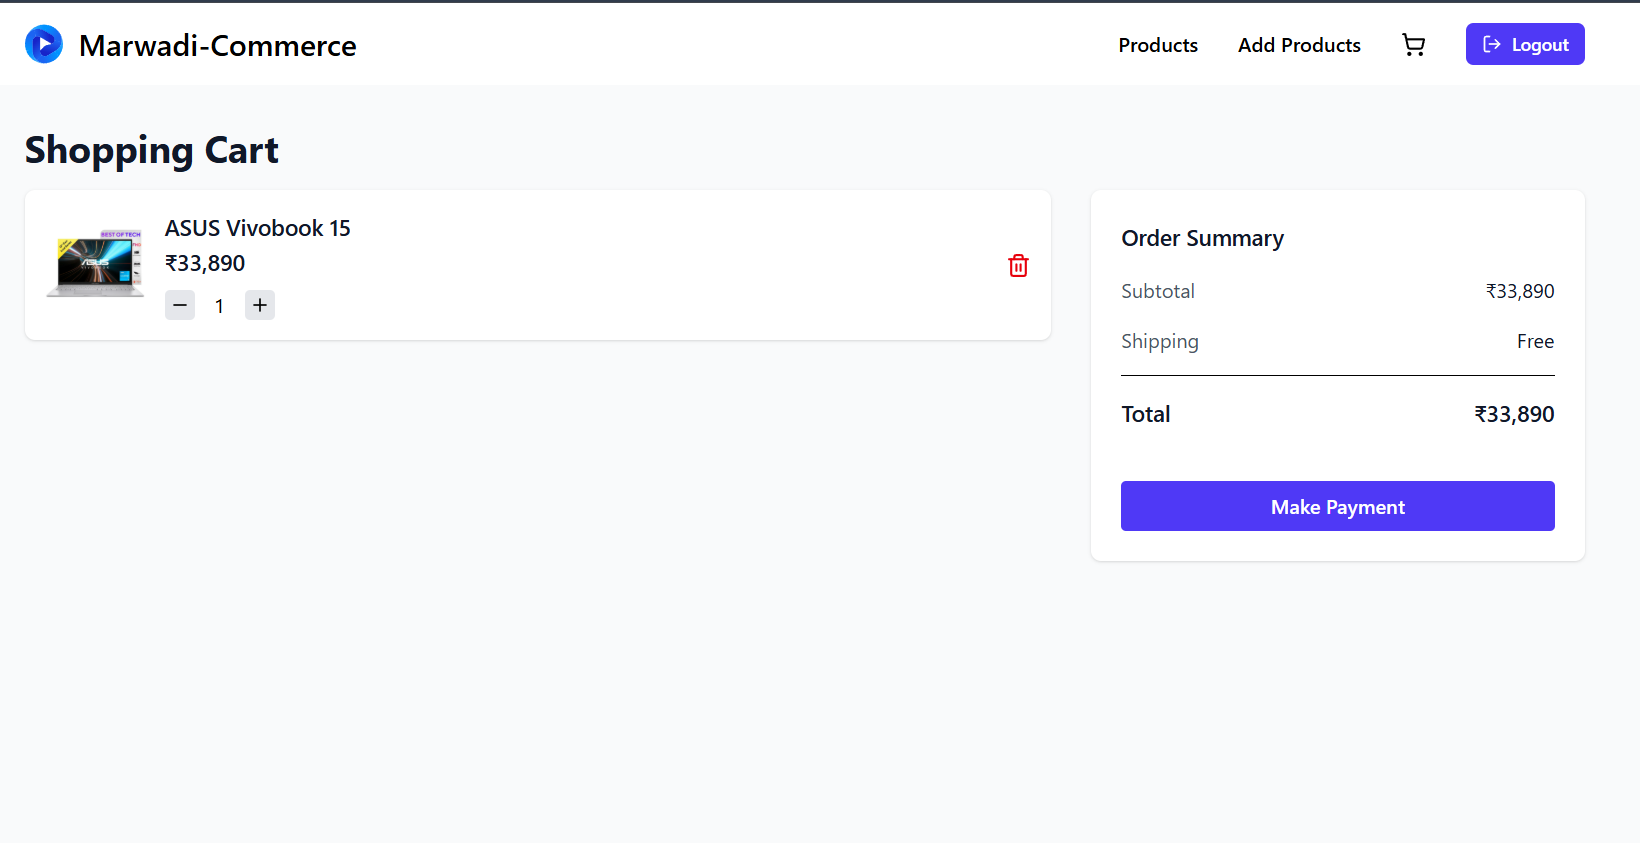 Marwadi-Commerce
Products
Add Products
Logout
Shopping Cart
BEST OF TECH
ASUS
ASUS Vivobook 15
₹33,890
1
Order Summary
Subtotal ₹33,890
Shipping Free
Total ₹33,890
Make Payment